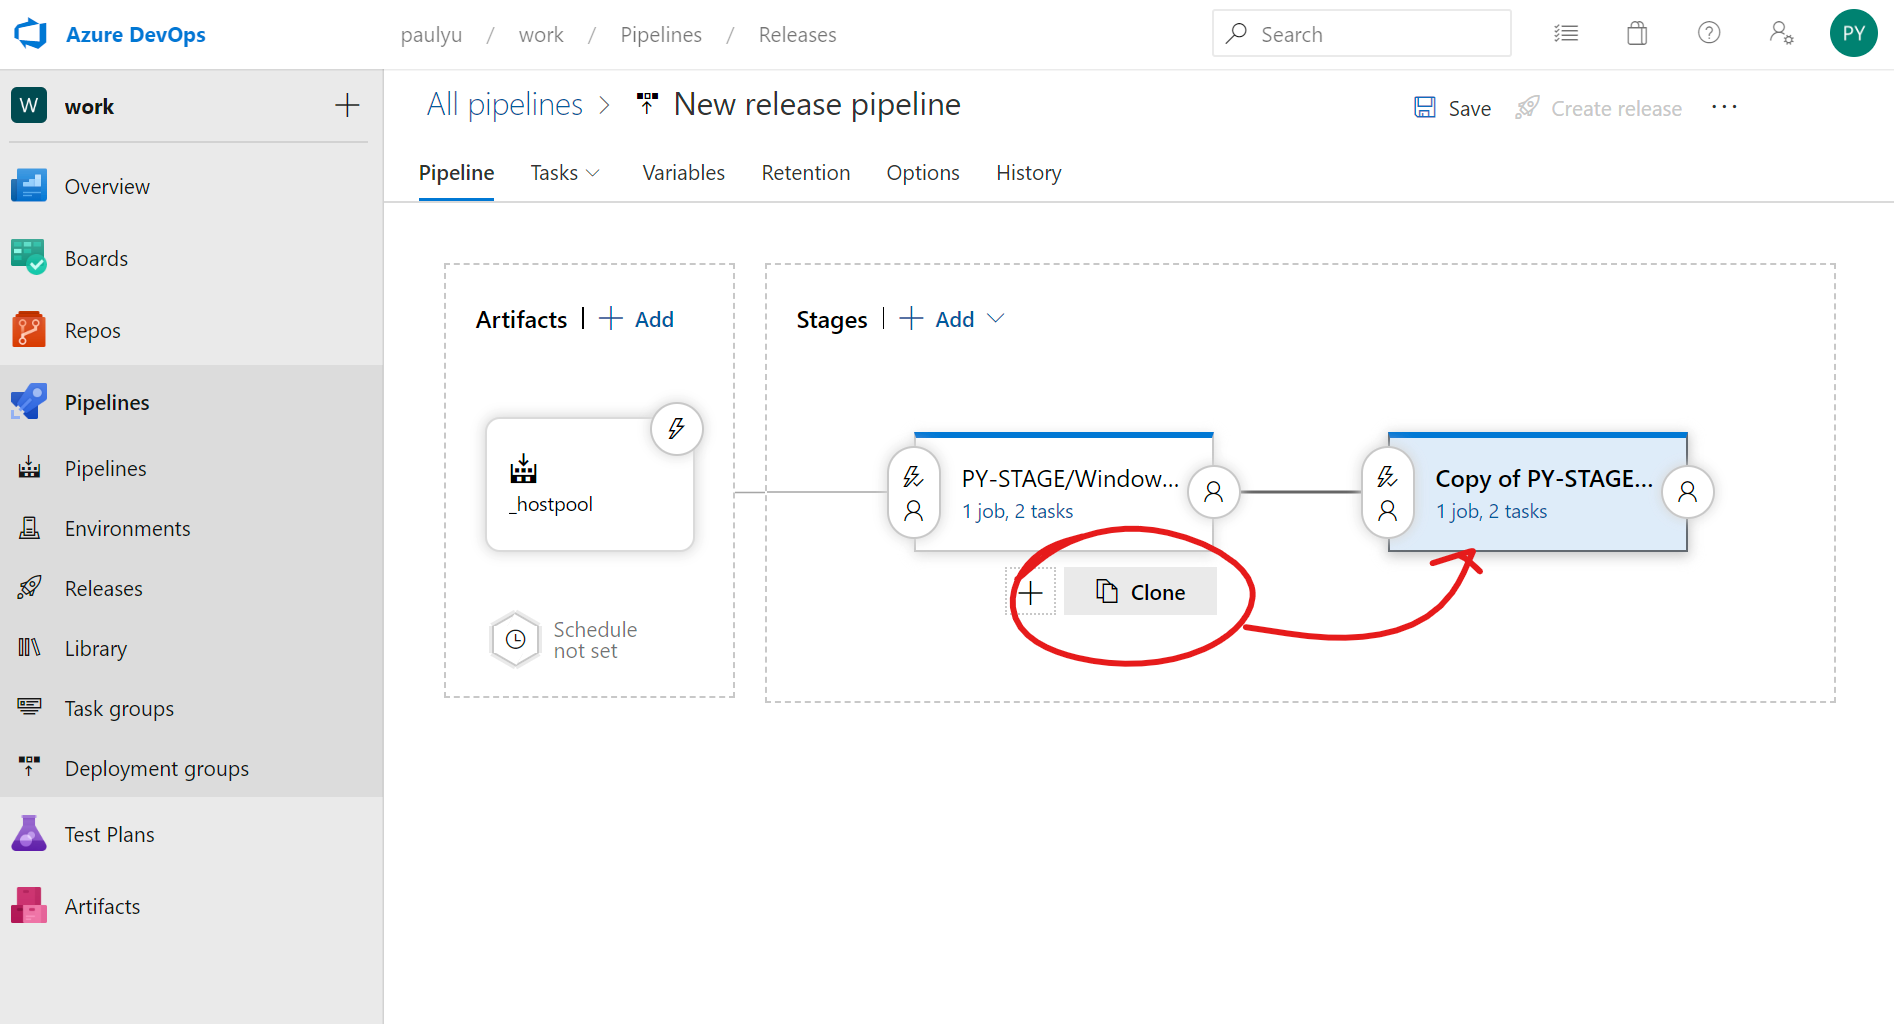 Azure DevOps
paulyu / work / Pipelines / Releases
Search
PY
W work
Overview
Boards
Repos
Pipelines
Pipelines
Environments
Releases
Library
Task groups
Deployment groups
Test Plans
Artifacts
All pipelines > New release pipeline
Save Create release ...
Pipeline Tasks Variables Retention Options History
Artifacts | + Add
_hostpool
Schedule
not set
Stages | + Add
PY-STAGE/Window...
1 job, 2 tasks
Clone
Copy of PY-STAGE...
1 job, 2 tasks